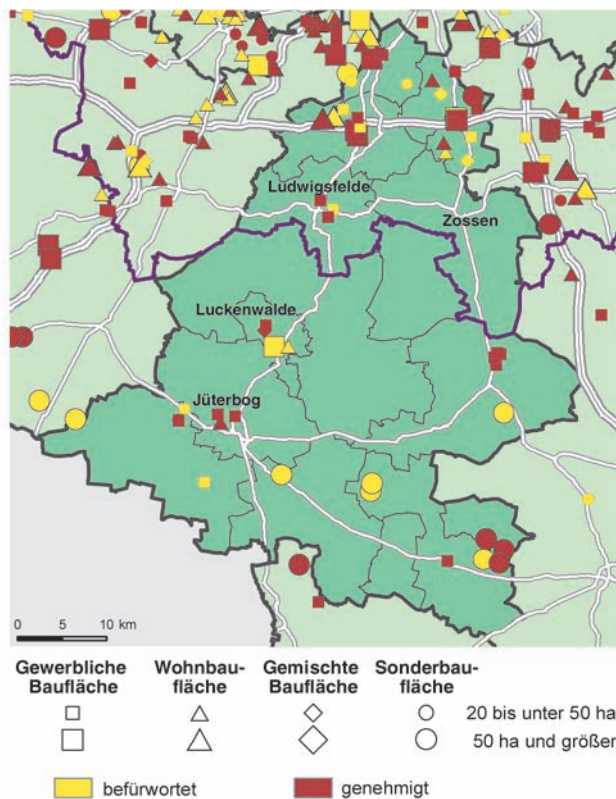 Ludwigsfelde
Zossen
Luckenwalde
Jüterbog
0 5 10 km
Gewerbliche Baufläche
Wohnbau-
fläche
Gemischte Baufläche
Sonderbau-
fläche
20 bis unter 50 ha
50 ha und größer
befürwortet
genehmigt